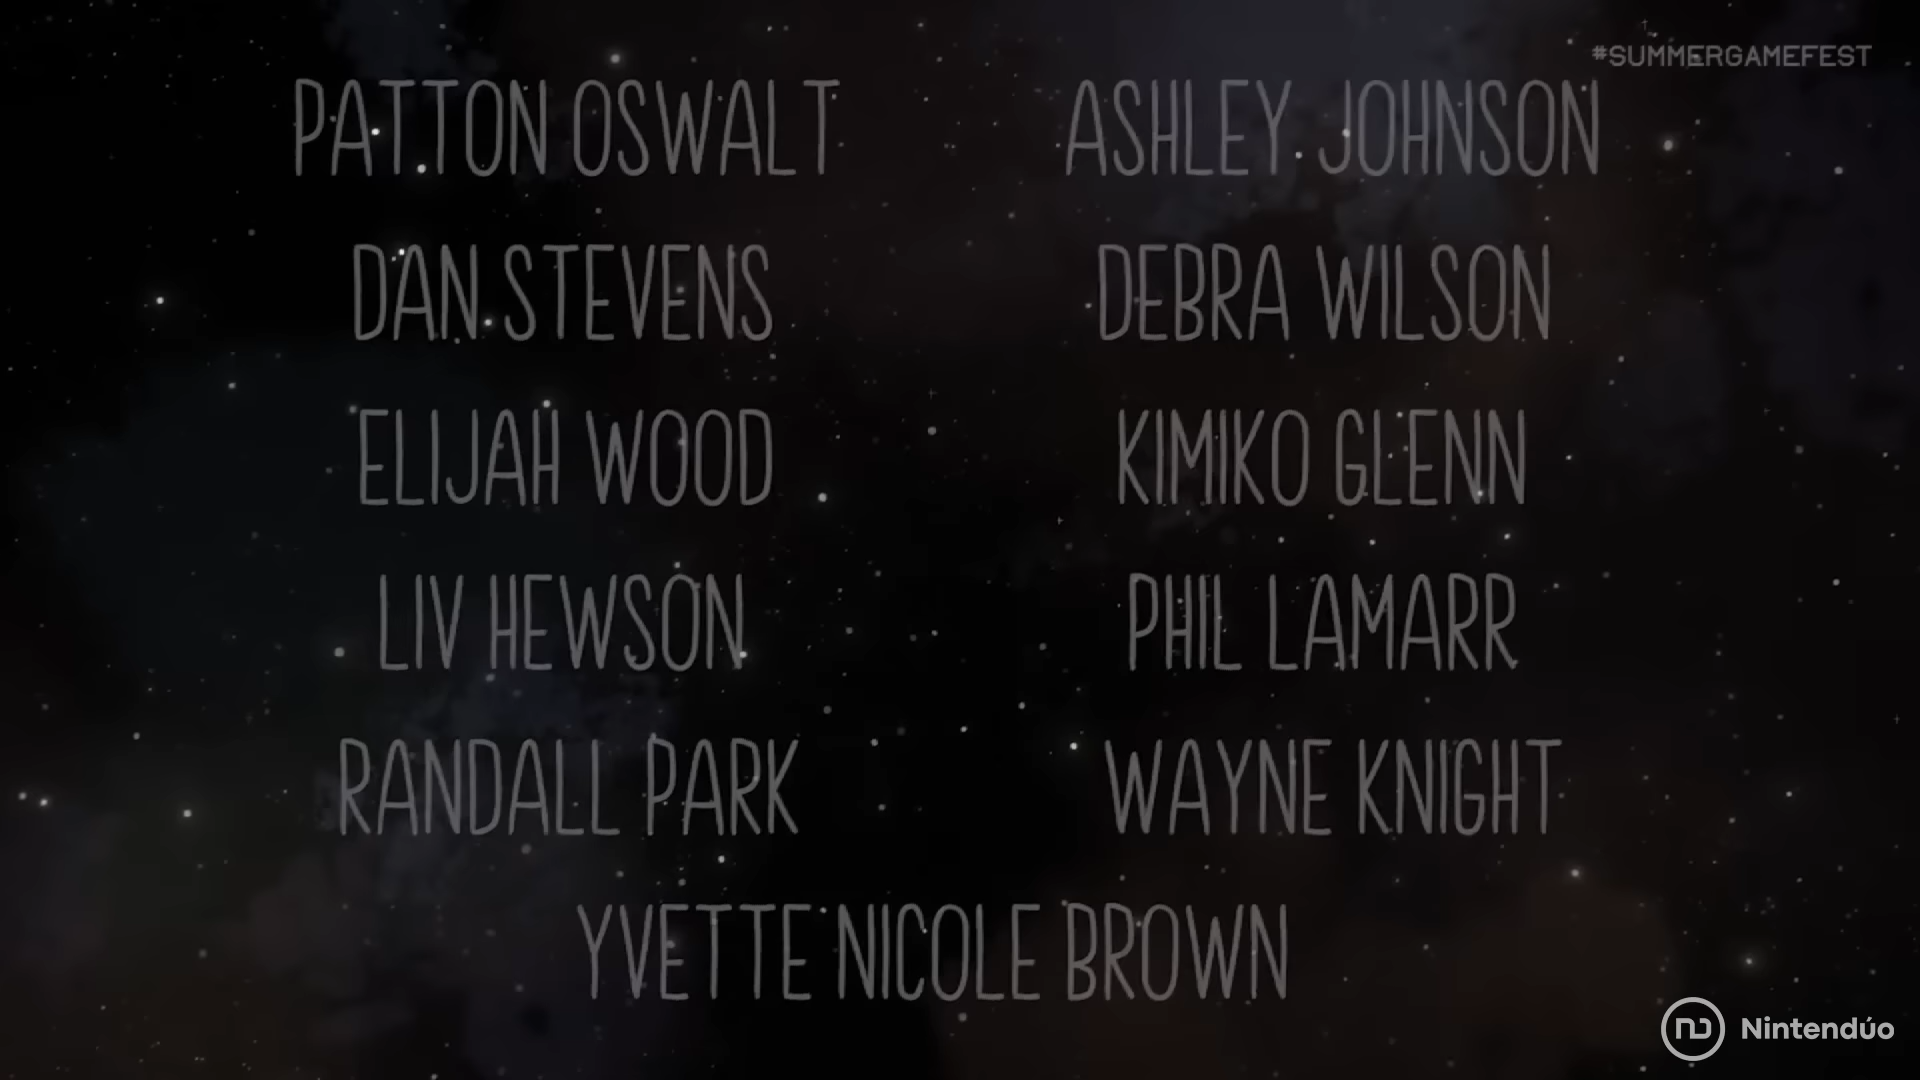 #SUMMERGAMEFEST
PATTON OSWALT
ASHLEY JOHNSON
DAN STEVENS
DEBRA WILSON
ELIJAH WOOD
KIMIKO GLENN
LIV HEWSON
PHIL LAMARR
RANDALL PARK
WAYNE KNIGHT
YVETTE NICOLE BROWN
Nintendúo